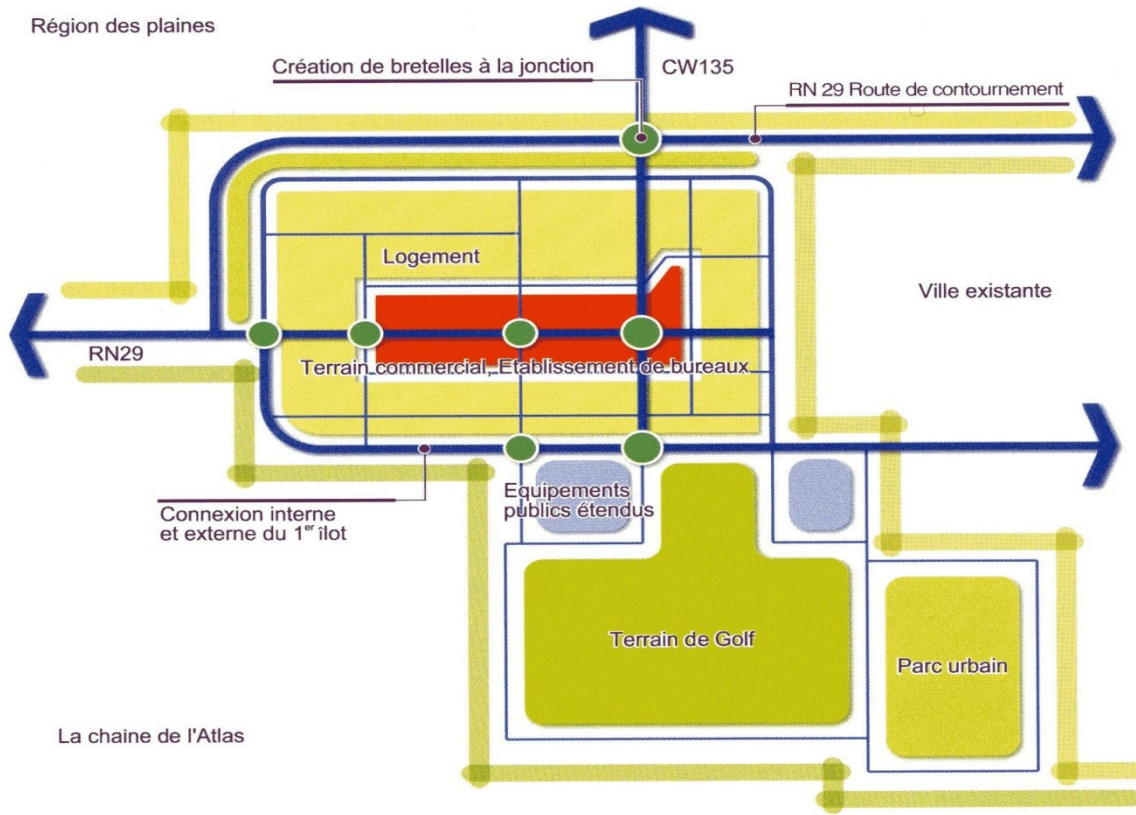 Région des plaines
Création de bretelles à la jonction
CW135
RN 29 Route de contournement
Logement
Ville existante
RN29
Terrain commercial, Etablissement de bureaux
Connexion interne
et externe du 1er îlot
Equipements
publics étendus
Terrain de Golf
Parc urbain
La chaine de l'Atlas